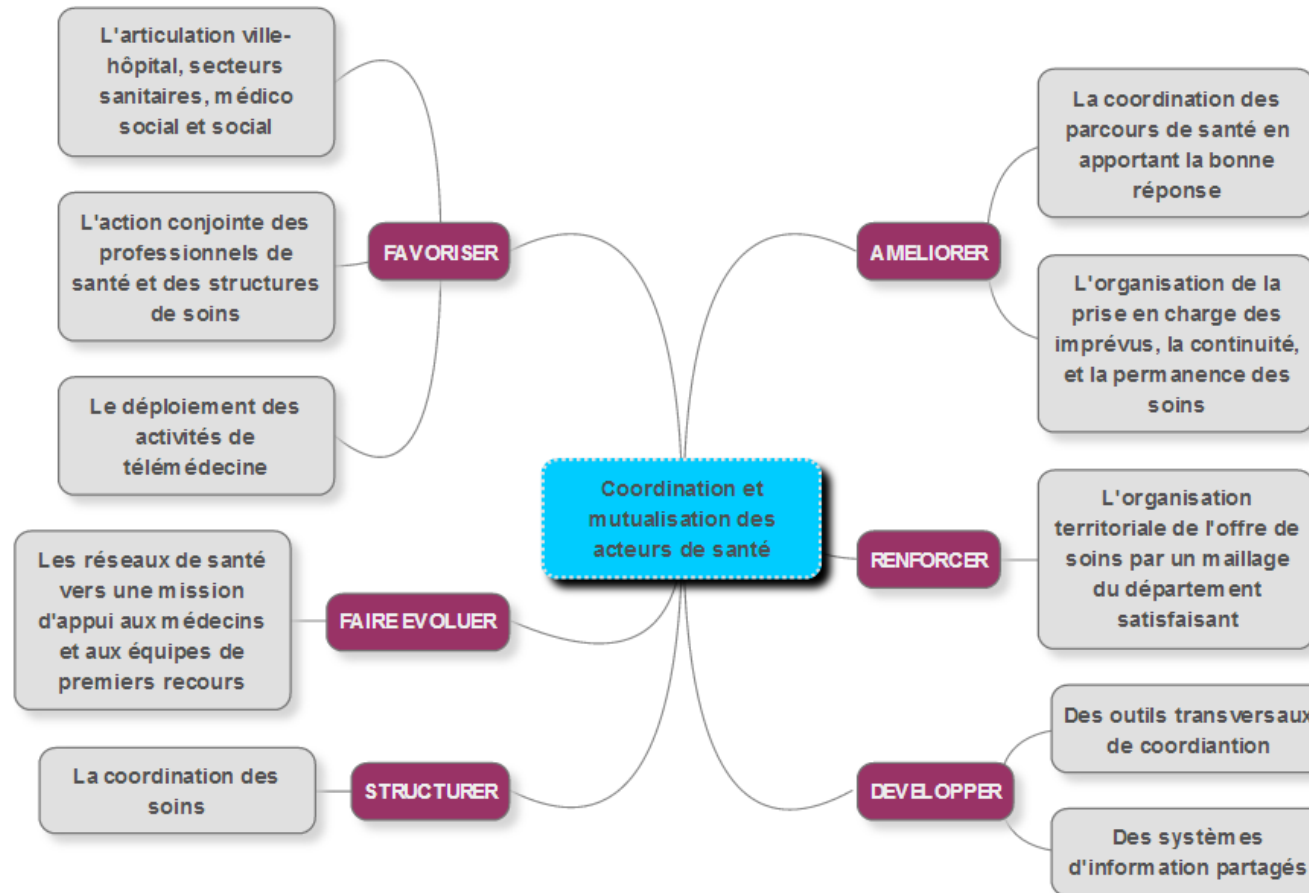 L'articulation ville-
hôpital, secteurs
sanitaires, médico
social et social
L'action conjointe des
professionnels de
santé et des structures
de soins
Le déploiement des
activités de
télémédecine
FAVORISER
Les réseaux de santé
vers une mission
d'appui aux médecins
et aux équipes de
premiers recours
FAIRE EVOLUER
La coordination des
soins
STRUCTURER
Coordination et
mutualisation des
acteurs de santé
AMELIORER
La coordination des
parcours de santé en
apportant la bonne
réponse
L'organisation de la
prise en charge des
imprévus, la continuité,
et la permanence des
soins
RENFORCER
L'organisation
territoriale de l'offre de
soins par un maillage
du département
satisfaisant
DEVELOPPER
Des outils transversaux
de coordiantion
Des systèmes
d'information partagés